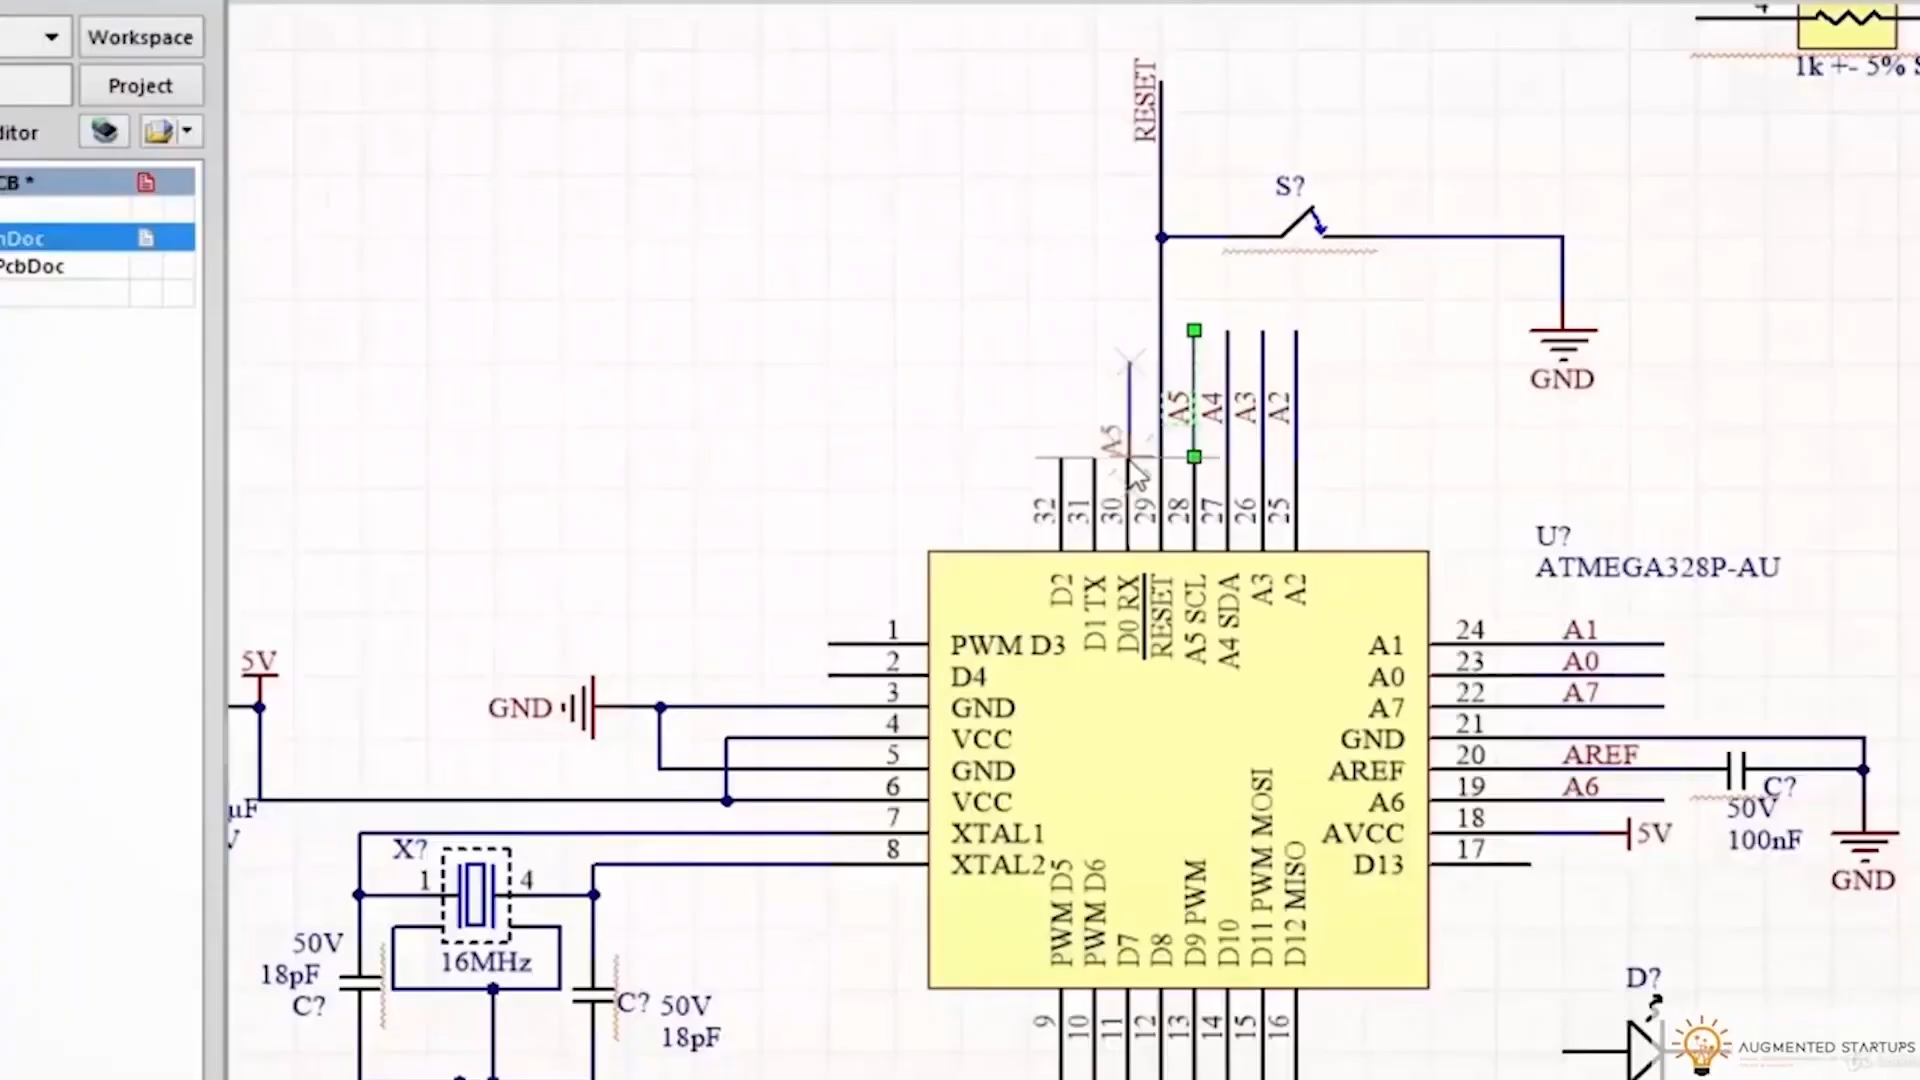 Workspace
Project
ditor
CB *
nDoc
PcbDoc
4
1k +- 5%
RESET
S?
GND
A5
A5
A4
A3
A2
32
31
30
29
28
27
26
25
U?
ATMEGA328P-AU
D2
D1 TX
D0 RX
RESET
A5 SCL
A4 SDA
A3
A2
1
PWM D3
2
D4
3
GND
4
VCC
5
GND
6
VCC
7
XTAL1
8
XTAL2
A1
24
A1
A0
23
A0
A7
22
A7
GND
21
AREF
20
AREF
A6
19
A6
AVCC
18
5V
D13
17
C?
50V
100nF
GND
5V
GND
µF
V
X?
1
4
16MHz
50V
18pF
C?
C?
50V
18pF
PWM D5
PWM D6
D7
D8
D9 PWM
D10
D11 PWM MOSI
D12 MISO
9
10
11
12
13
14
15
16
D?
AUGMENTED STARTUPS